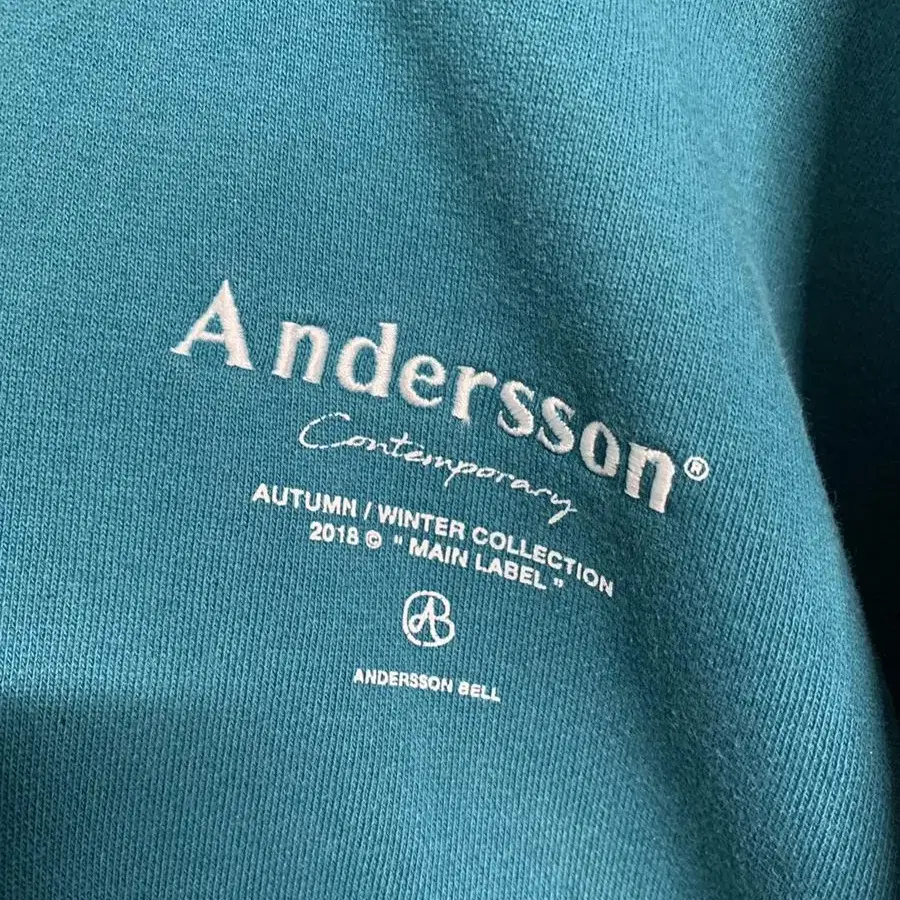 Andersson®
Contemporary
AUTUMN / WINTER COLLECTION
2018 © " MAIN LABEL "
AB
ANDERSSON BELL